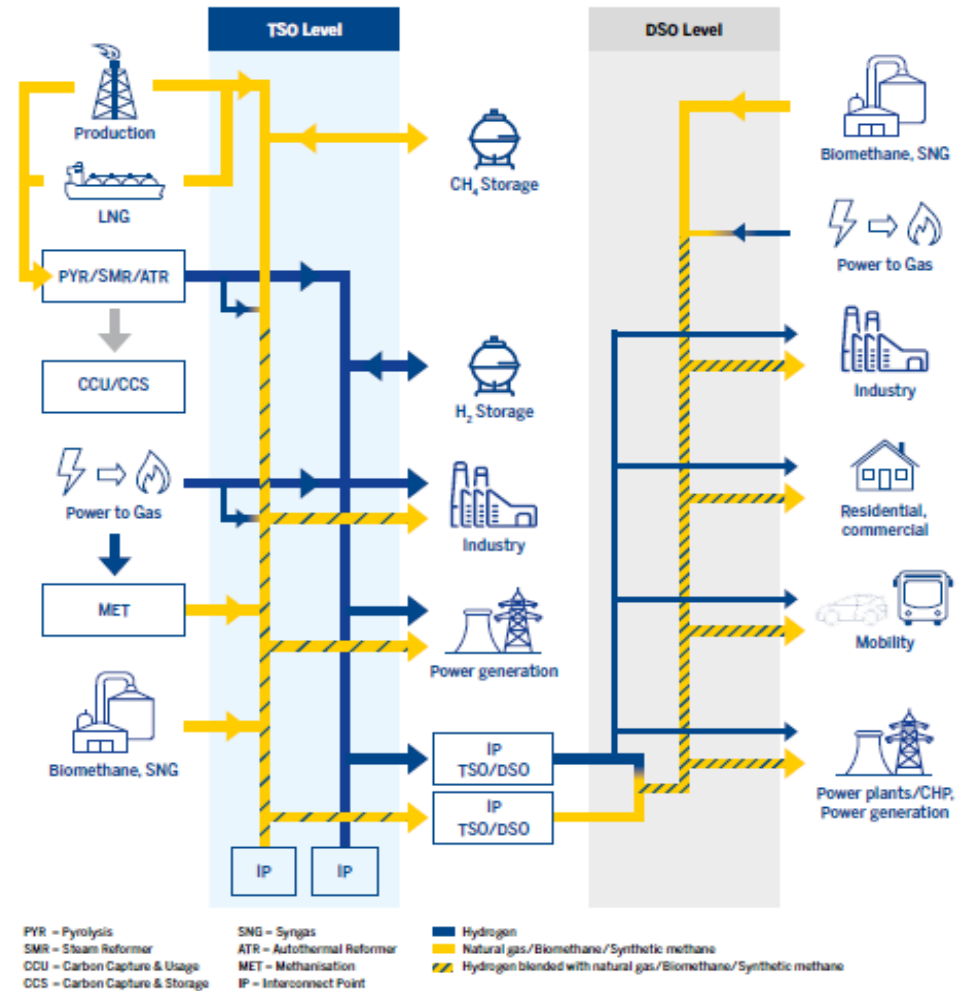 TSO Level
DSO Level
Production
LNG
PYR/SMR/ATR
CCU/CCS
Power to Gas
MET
Biomethane, SNG
CH₄ Storage
H₂ Storage
Industry
Power generation
IP
TSO/DSO
IP
TSO/DSO
IP
IP
Biomethane, SNG
Power to Gas
Industry
Residential,
commercial
Mobility
Power plants/CHP,
Power generation
PYR = Pyrolysis
SMR = Steam Reformer
CCU = Carbon Capture & Usage
CCS = Carbon Capture & Storage
SNG = Syngas
ATR = Autothermal Reformer
MET = Methanisation
IP = Interconnect Point
Hydrogen
Natural gas/Biomethane/Synthetic methane
Hydrogen blended with natural gas/Biomethane/Synthetic methane